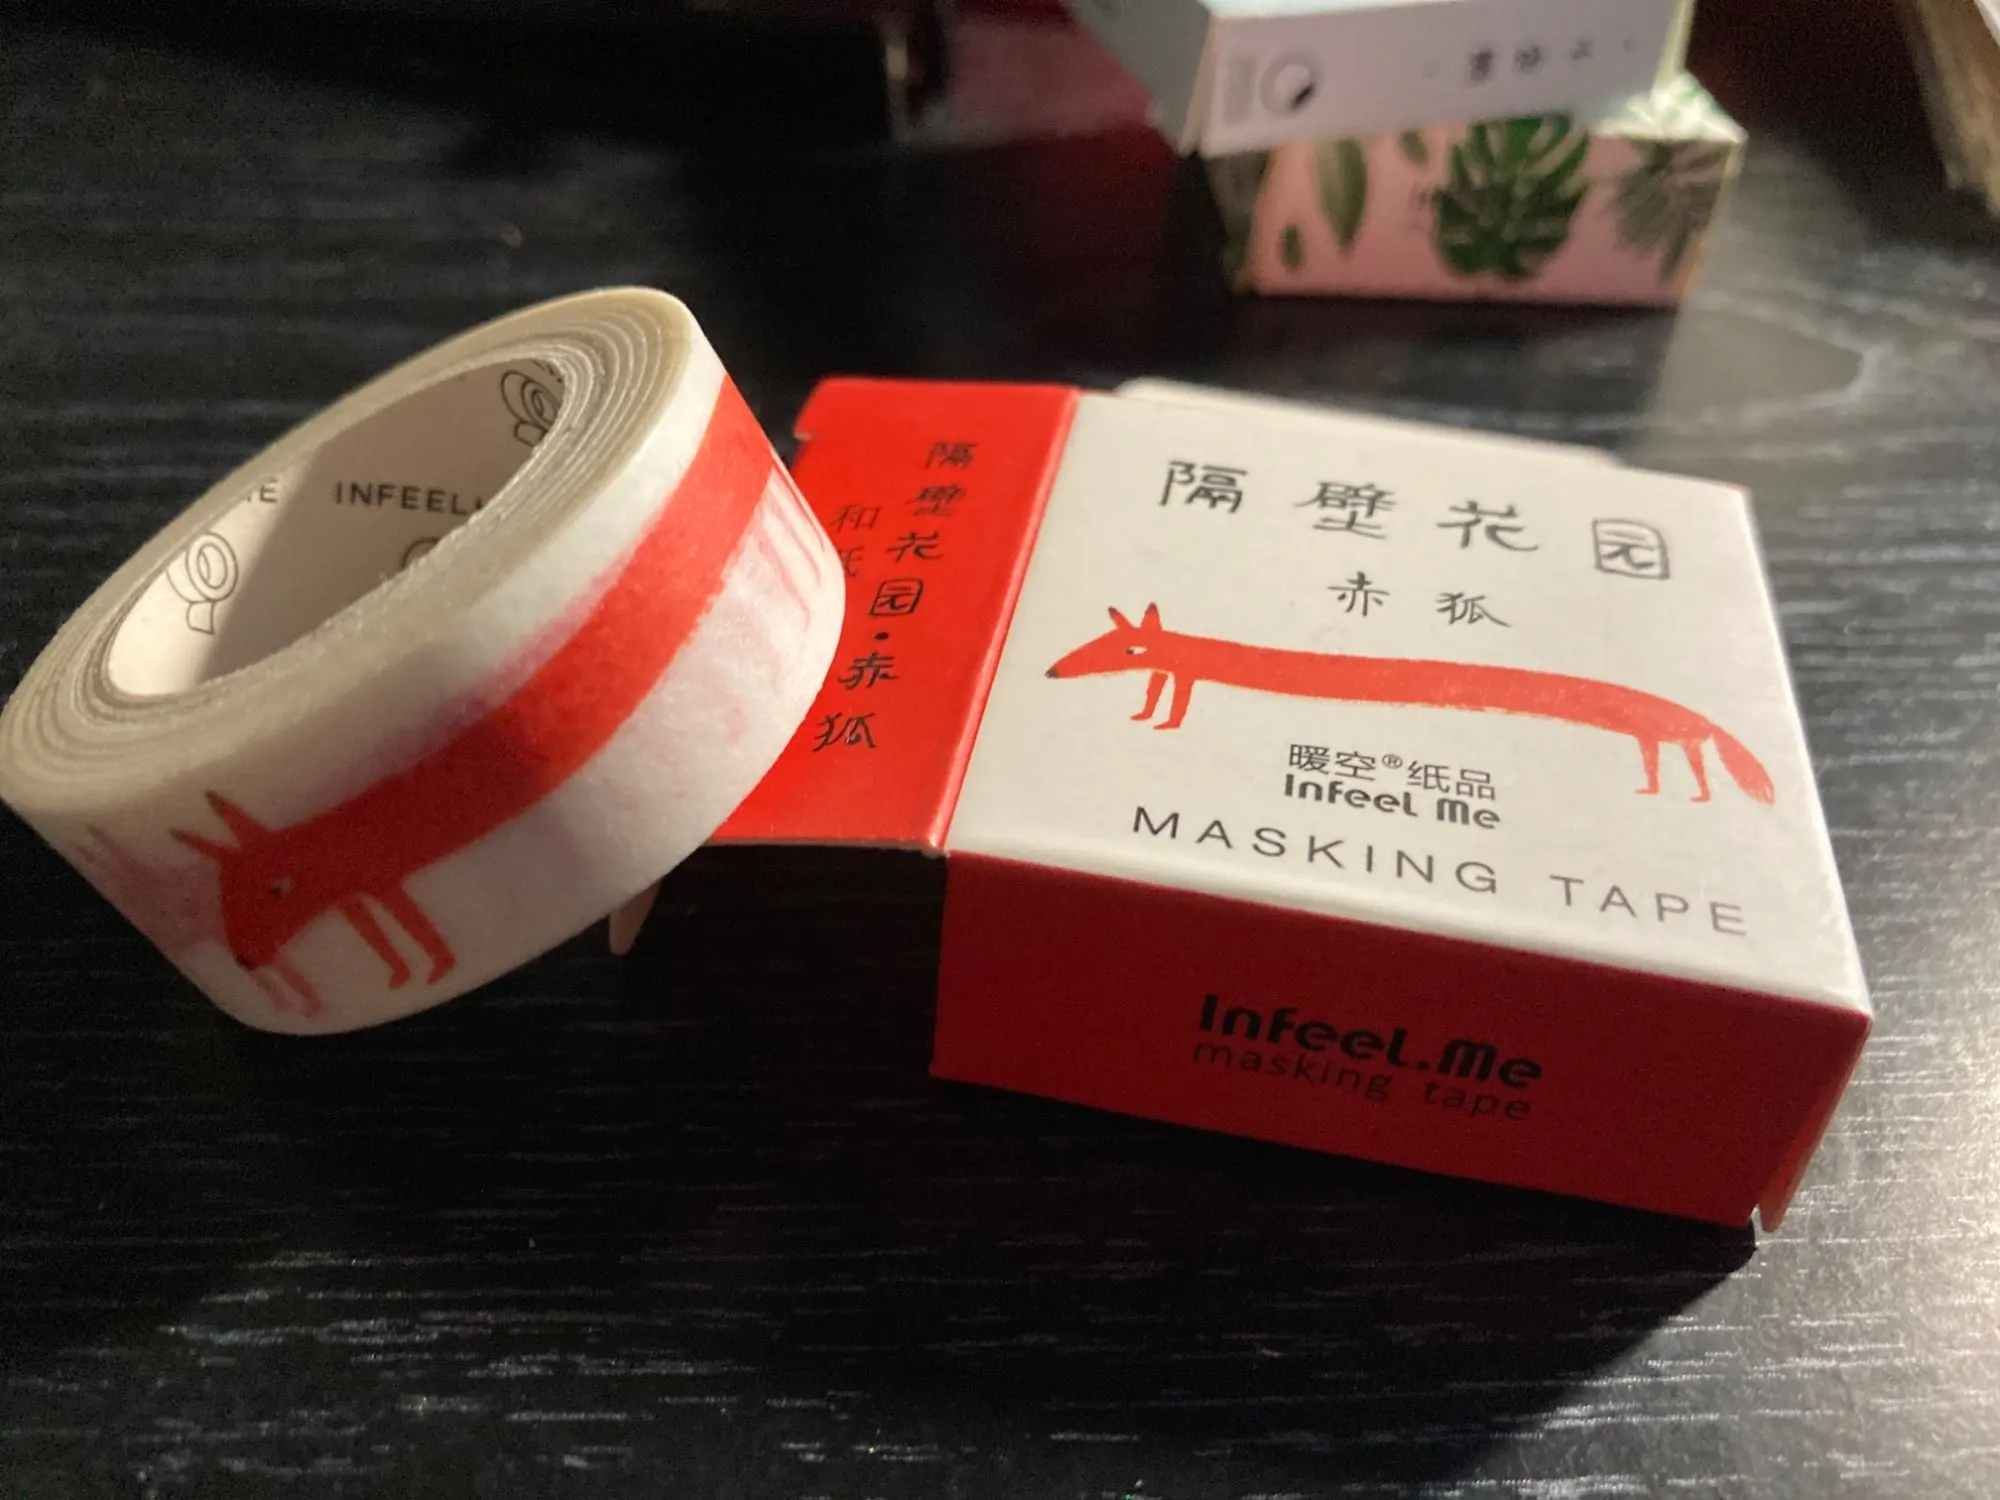 INFEEL
隔壁花园·赤狐
和纸
隔壁花园
赤狐
暖空®纸品
Infeel Me
MASKING TAPE
Infeel.Me
masking tape